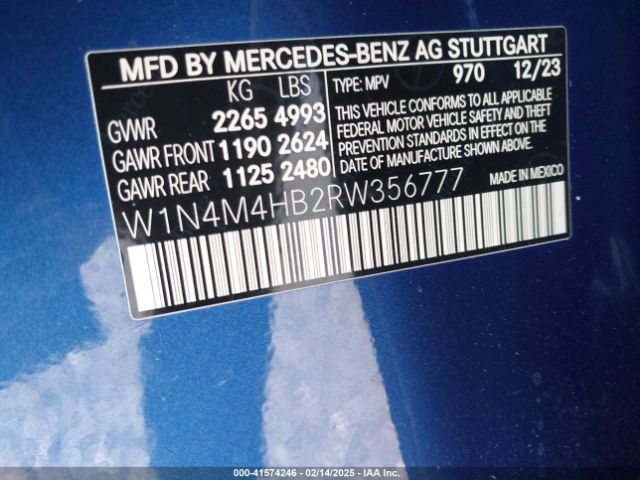 MFD BY MERCEDES-BENZ AG STUTTGART
KG LBS
GVWR 2265 4993
GAWR FRONT 1190 2624
GAWR REAR 1125 2480
TYPE: MPV 970 12/23
THIS VEHICLE CONFORMS TO ALL APPLICABLE
FEDERAL MOTOR VEHICLE SAFETY AND THEFT
PREVENTION STANDARDS IN EFFECT ON THE
DATE OF MANUFACTURE SHOWN ABOVE.
MADE IN MEXICO
W1N4M4HB2RW356777
000-41574246 - 02/14/2025 - IAA Inc.